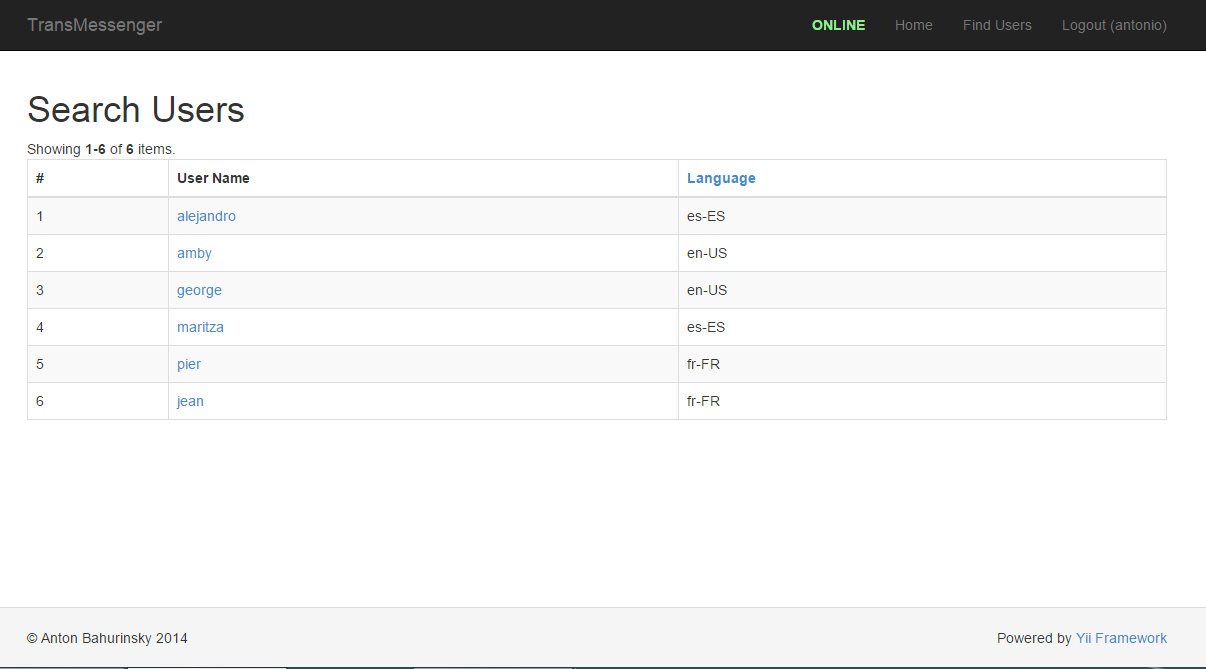 TransMessenger ONLINE Home Find Users Logout (antonio)
Search Users
Showing 1-6 of 6 items.
# User Name Language
1 alejandro es-ES
2 amby en-US
3 george en-US
4 maritza es-ES
5 pier fr-FR
6 jean fr-FR
© Anton Bahurinsky 2014 Powered by Yii Framework